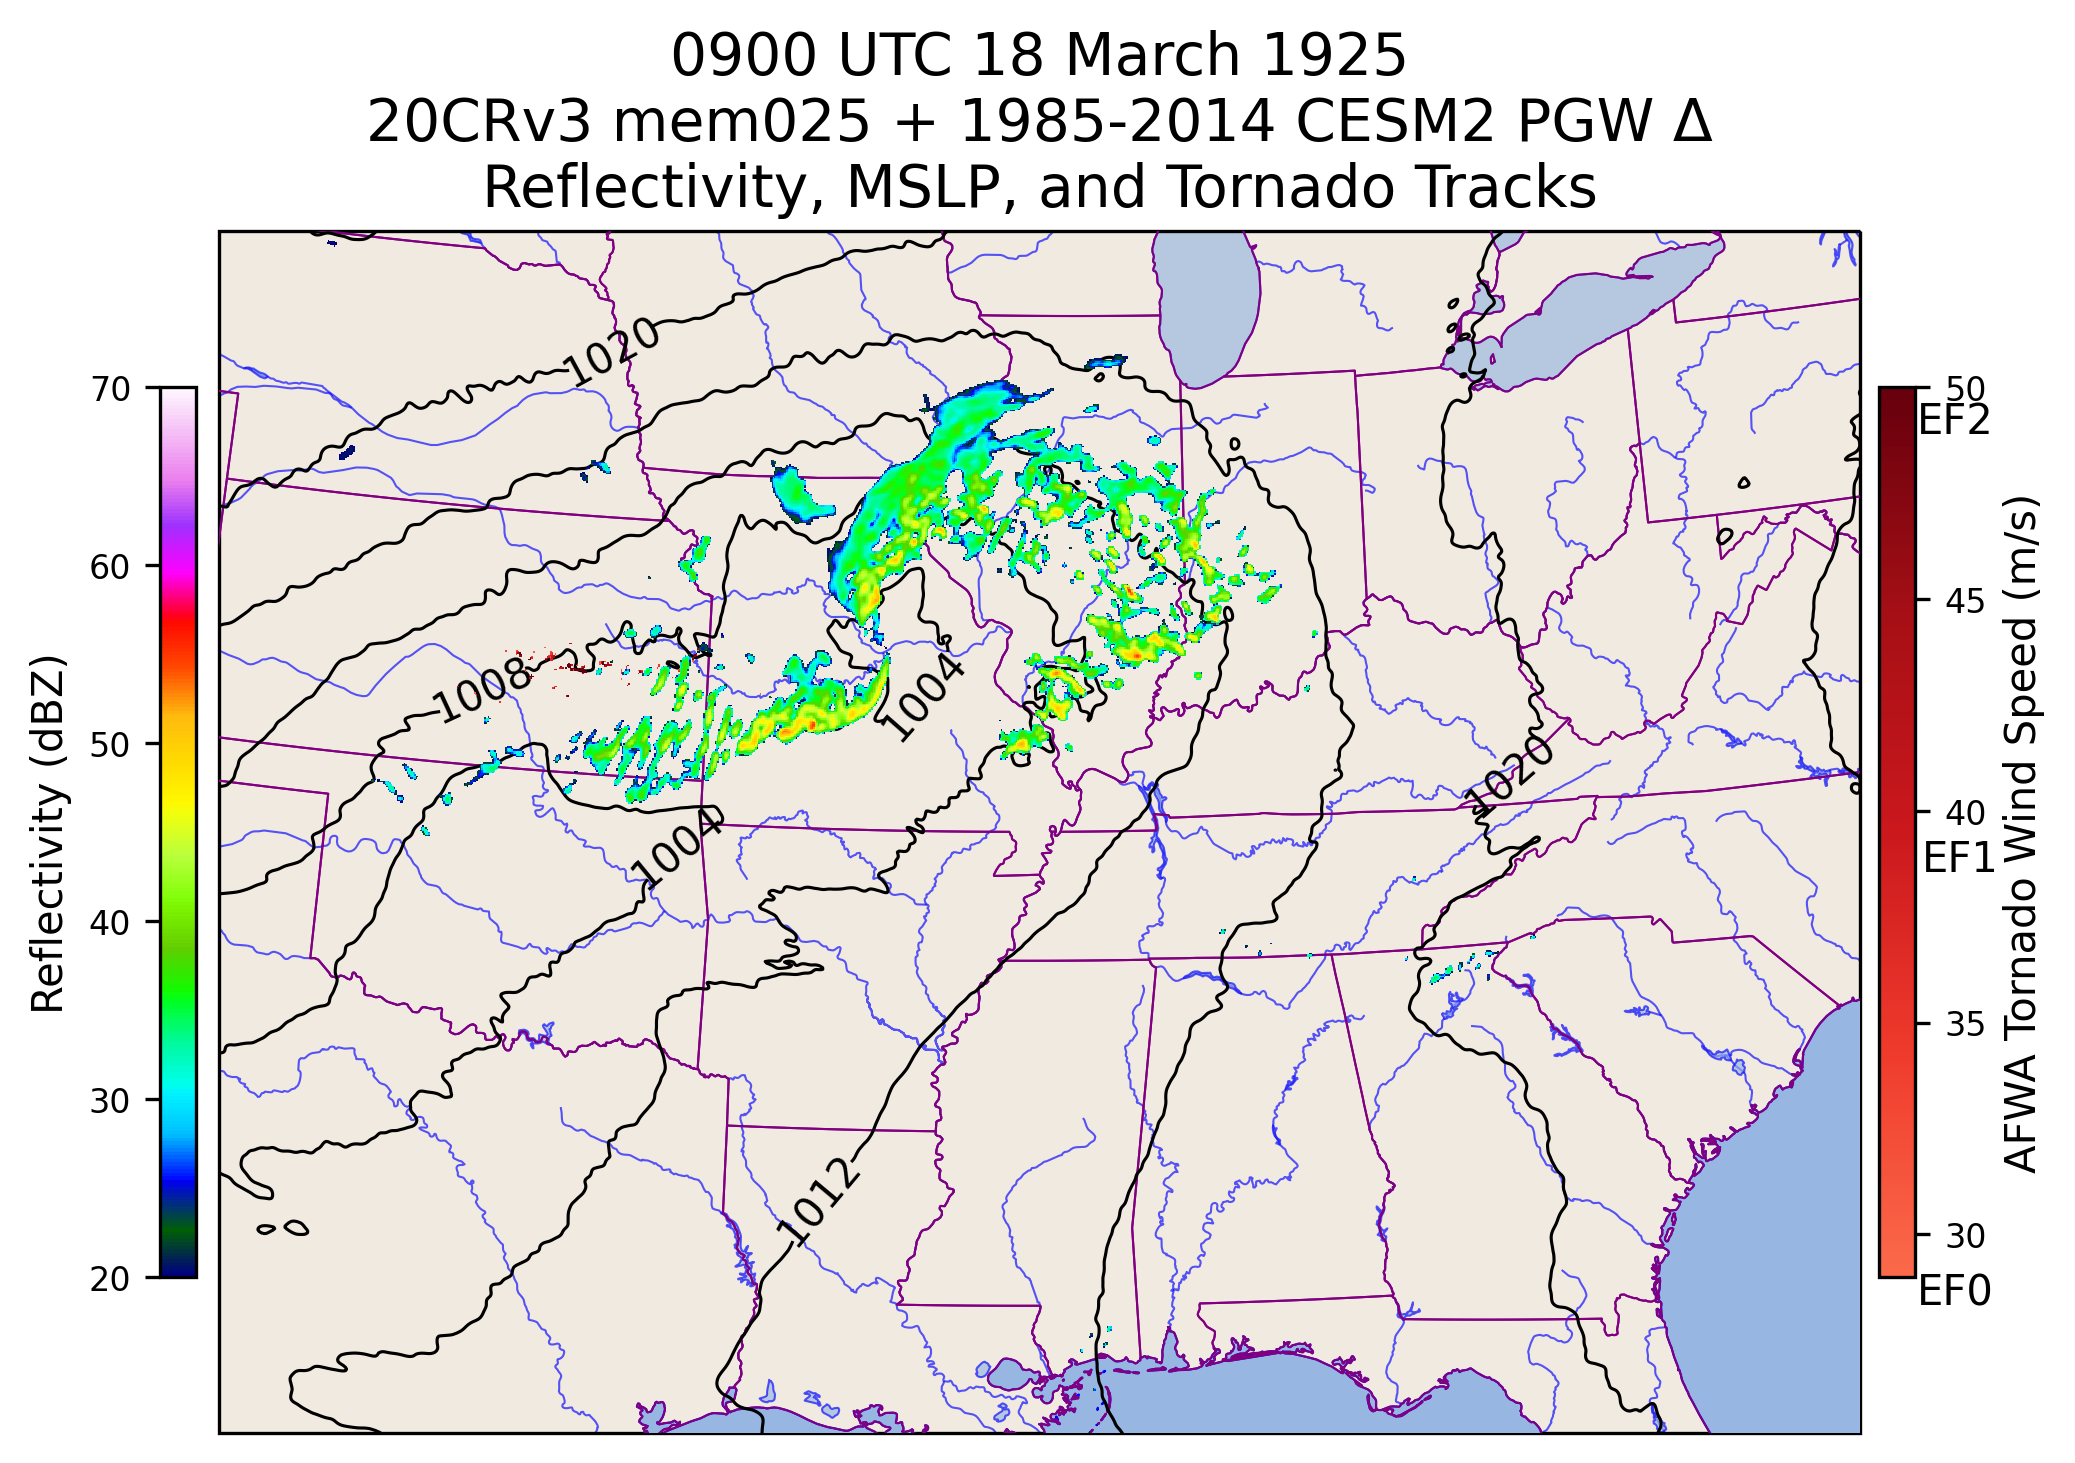 0900 UTC 18 March 1925
20CRv3 mem025 + 1985-2014 CESM2 PGW Δ
Reflectivity, MSLP, and Tornado Tracks
70
60
50
40
30
20
Reflectivity (dBZ)
1020
1008
1004
1004
1020
1012
50
EF2
45
40
EF1
35
30
EF0
AFWA Tornado Wind Speed (m/s)